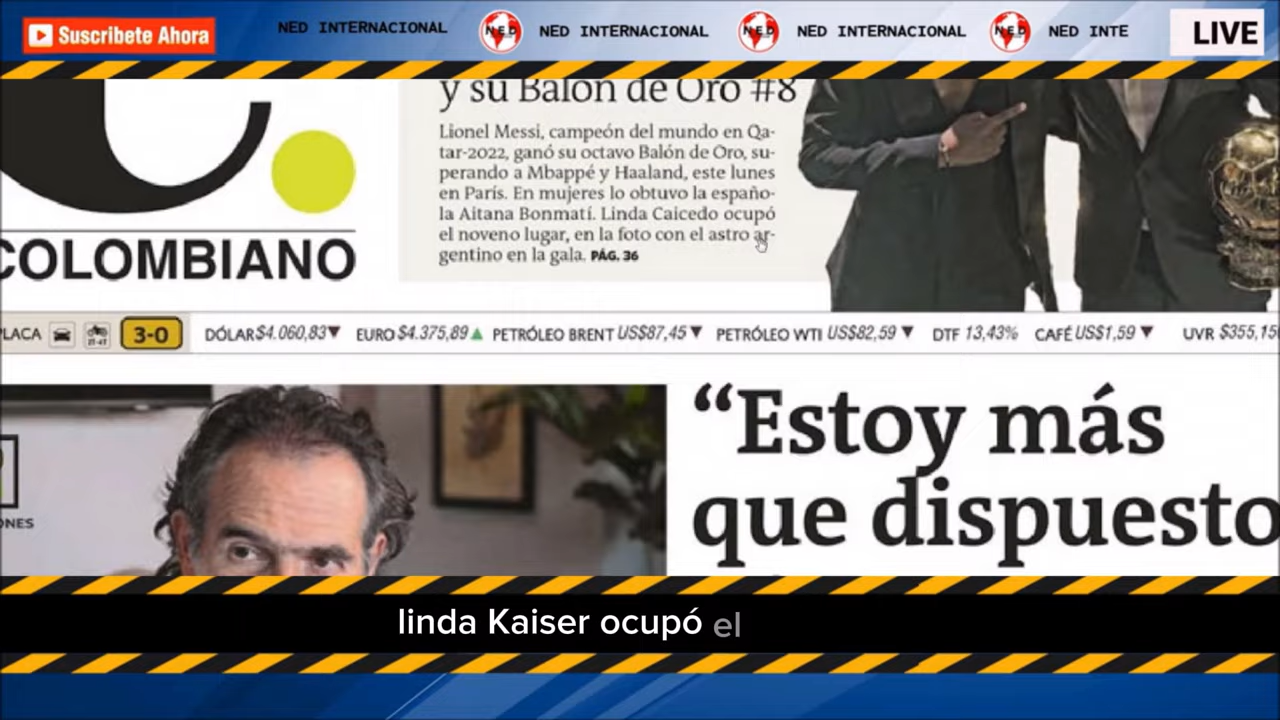 Suscribete Ahora
NED INTERNACIONAL
NED
NED INTERNACIONAL
NED
NED INTERNACIONAL
NED
NED INTE
LIVE
y su Balón de Oro #8
Lionel Messi, campeón del mundo en Qa-
tar-2022, ganó su octavo Balón de Oro, su-
perando a Mbappé y Haaland, este lunes
en París. En mujeres lo obtuvo la españo-
la Aitana Bonmatí. Linda Caicedo ocupó
el noveno lugar, en la foto con el astro ar-
gentino en la gala. PÁG. 36
COLOMBIANO
PLACA 3-0 DÓLAR $4.060,83 EURO $4.375,89 PETRÓLEO BRENT US$87,45 PETRÓLEO WTI US$82,59 DTF 13,43% CAFÉ US$1,59 UVR $355,15
“Estoy más
que dispuesto
ONES
linda Kaiser ocupó el